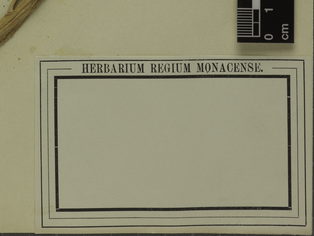 HERBARIUM REGIUM MONACENSE.
0 1
cm